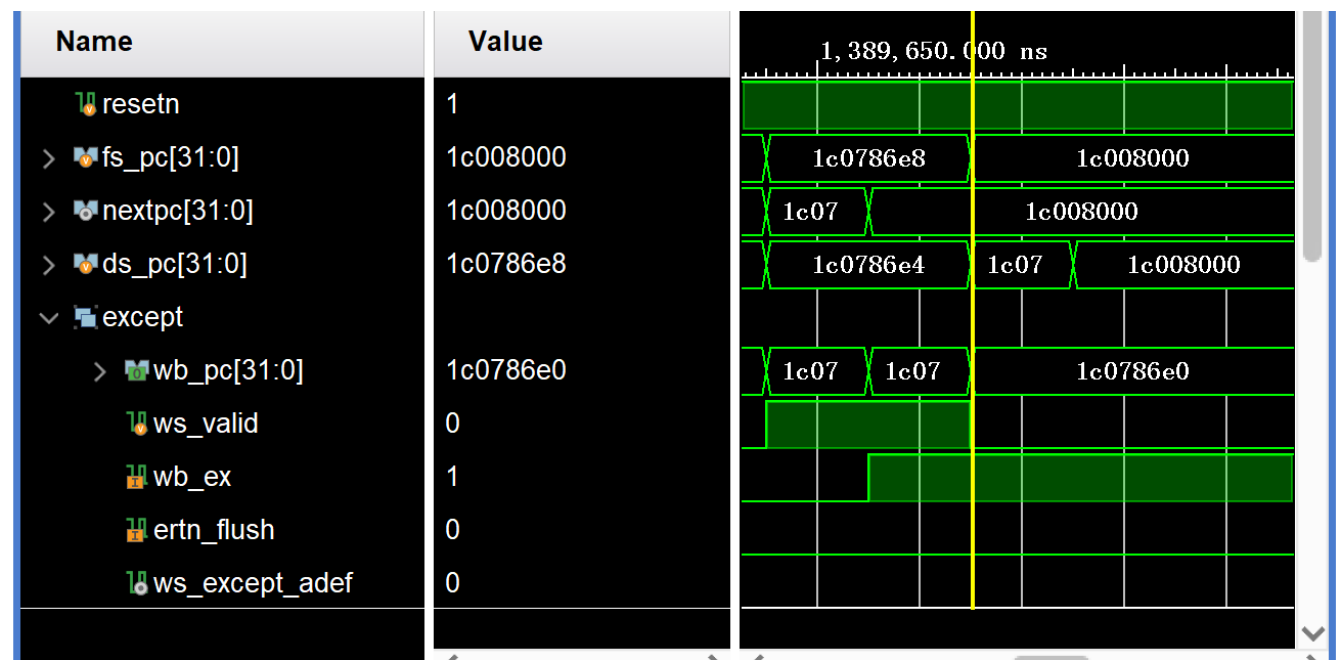 Name Value
1,389,650.000 ns
resetn 1
fs_pc[31:0] 1c008000 1c0786e8 1c008000
nextpc[31:0] 1c008000 1c07 1c008000
ds_pc[31:0] 1c0786e8 1c0786e4 1c07 1c008000
except
wb_pc[31:0] 1c0786e0 1c07 1c07 1c0786e0
ws_valid 0
wb_ex 1
ertn_flush 0
ws_except_adef 0